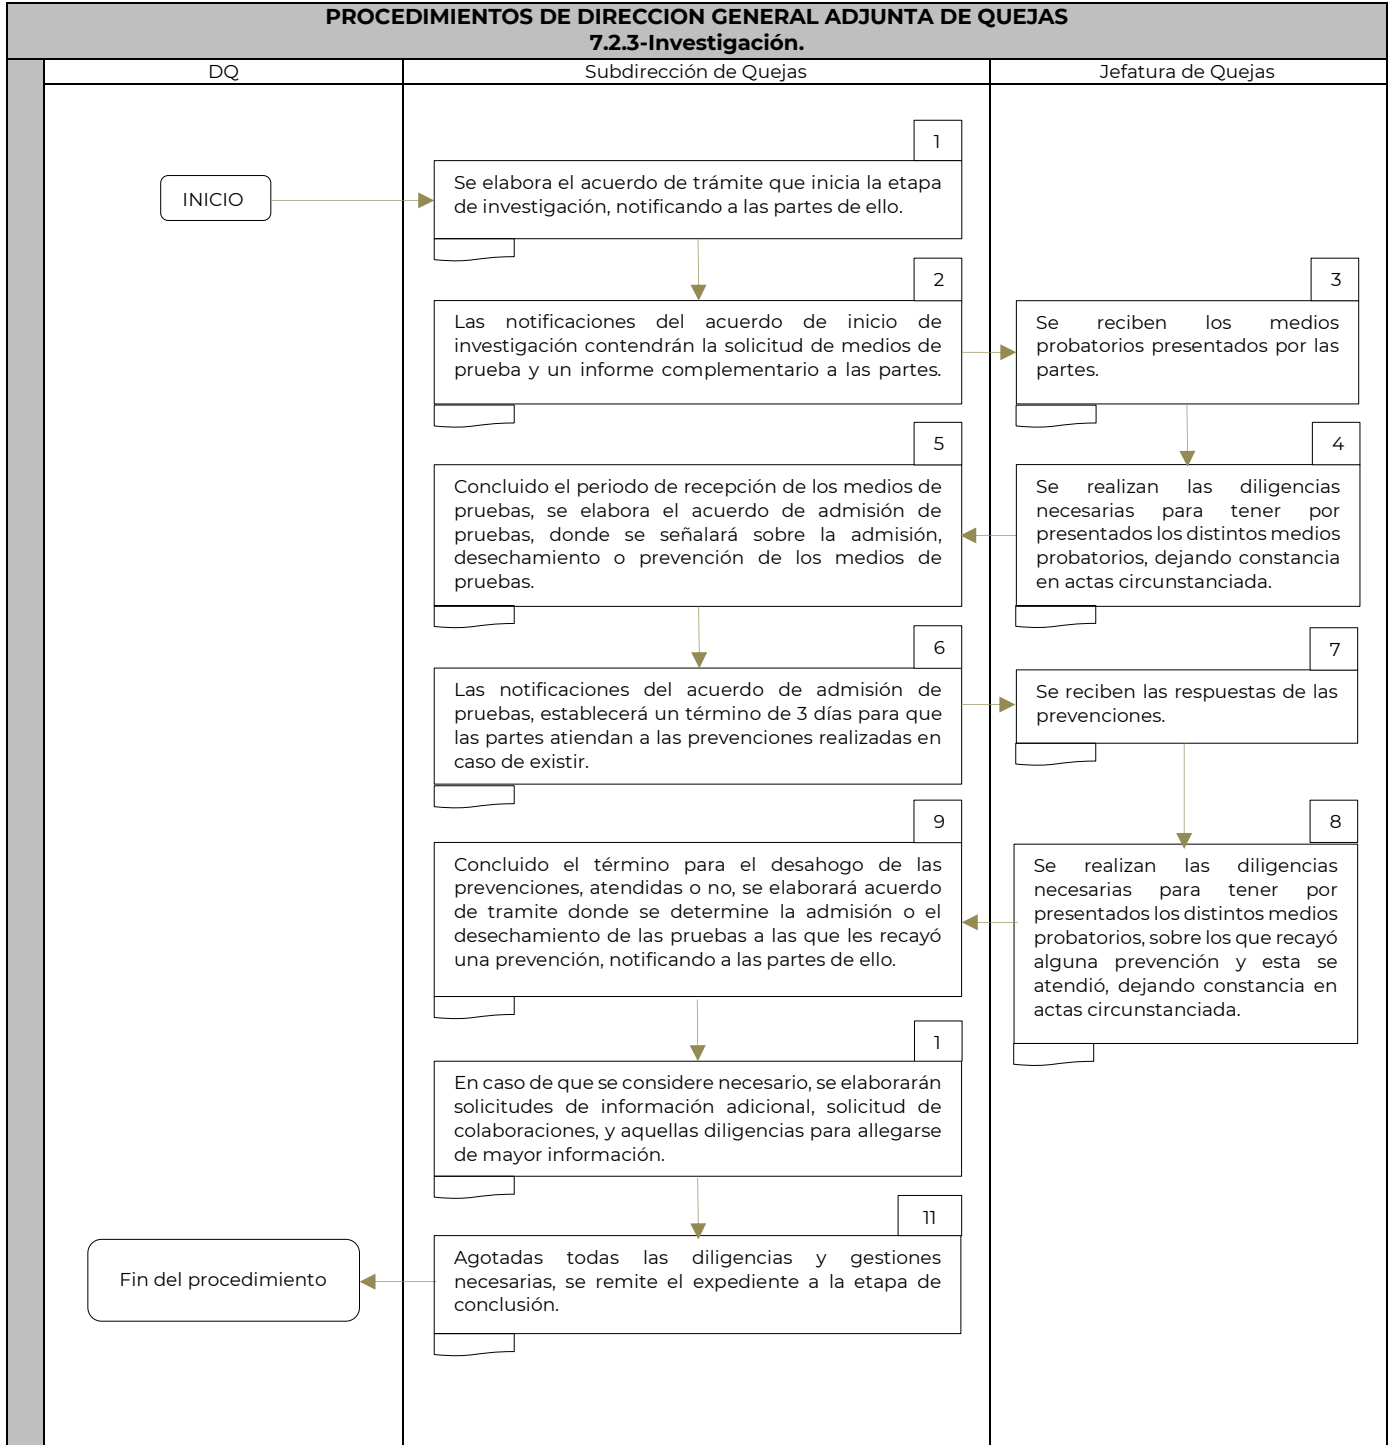 PROCEDIMIENTOS DE DIRECCION GENERAL ADJUNTA DE QUEJAS
7.2.3-Investigación.
DQ
Subdirección de Quejas
Jefatura de Quejas
INICIO
1
Se elabora el acuerdo de trámite que inicia la etapa
de investigación, notificando a las partes de ello.
2
Las notificaciones del acuerdo de inicio de
investigación contendrán la solicitud de medios de
prueba y un informe complementario a las partes.
3
Se reciben los medios
probatorios presentados por las
partes.
4
Se realizan las diligencias
necesarias para tener por
presentados los distintos medios
probatorios, dejando constancia
en actas circunstanciada.
5
Concluido el periodo de recepción de los medios de
pruebas, se elabora el acuerdo de admisión de
pruebas, donde se señalará sobre la admisión,
desechamiento o prevención de los medios de
pruebas.
6
Las notificaciones del acuerdo de admisión de
pruebas, establecerá un término de 3 días para que
las partes atiendan a las prevenciones realizadas en
caso de existir.
7
Se reciben las respuestas de las
prevenciones.
8
Se realizan las diligencias
necesarias para tener por
presentados los distintos medios
probatorios, sobre los que recayó
alguna prevención y esta se
atendió, dejando constancia en
actas circunstanciada.
9
Concluido el término para el desahogo de las
prevenciones, atendidas o no, se elaborará acuerdo
de tramite donde se determine la admisión o el
desechamiento de las pruebas a las que les recayó
una prevención, notificando a las partes de ello.
1
En caso de que se considere necesario, se elaborarán
solicitudes de información adicional, solicitud de
colaboraciones, y aquellas diligencias para allegarse
de mayor información.
11
Agotadas todas las diligencias y gestiones
necesarias, se remite el expediente a la etapa de
conclusión.
Fin del procedimiento